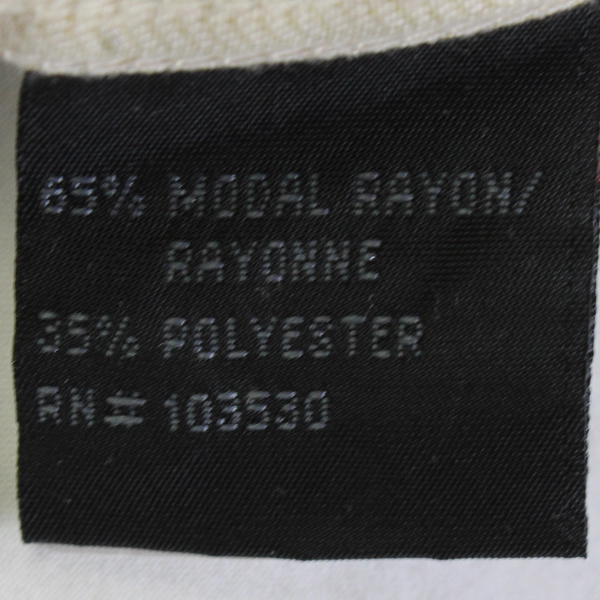 65% MODAL RAYON/
RAYONNE
35% POLYESTER
RN# 103530